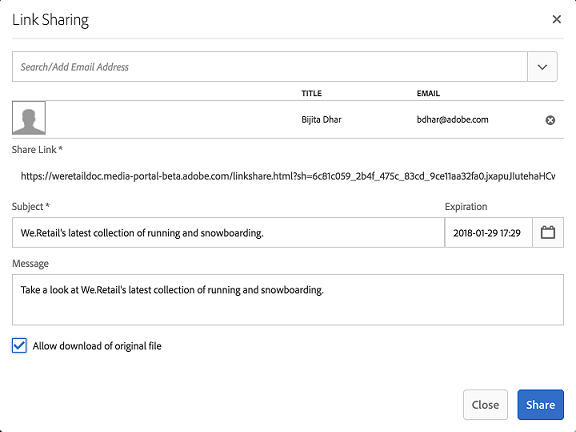 Link Sharing
Search/Add Email Address
TITLE EMAIL
Bijita Dhar bdhar@adobe.com
Share Link *
https://weretaildoc.media-portal-beta.adobe.com/linkshare.html?sh=6c81c059_2b4f_475c_83cd_9ce11aa32fa0.jxapuJIutehaHCw
Subject * Expiration
We.Retail's latest collection of running and snowboarding. 2018-01-29 17:29
Message
Take a look at We.Retail's latest collection of running and snowboarding.
Allow download of original file
Close Share